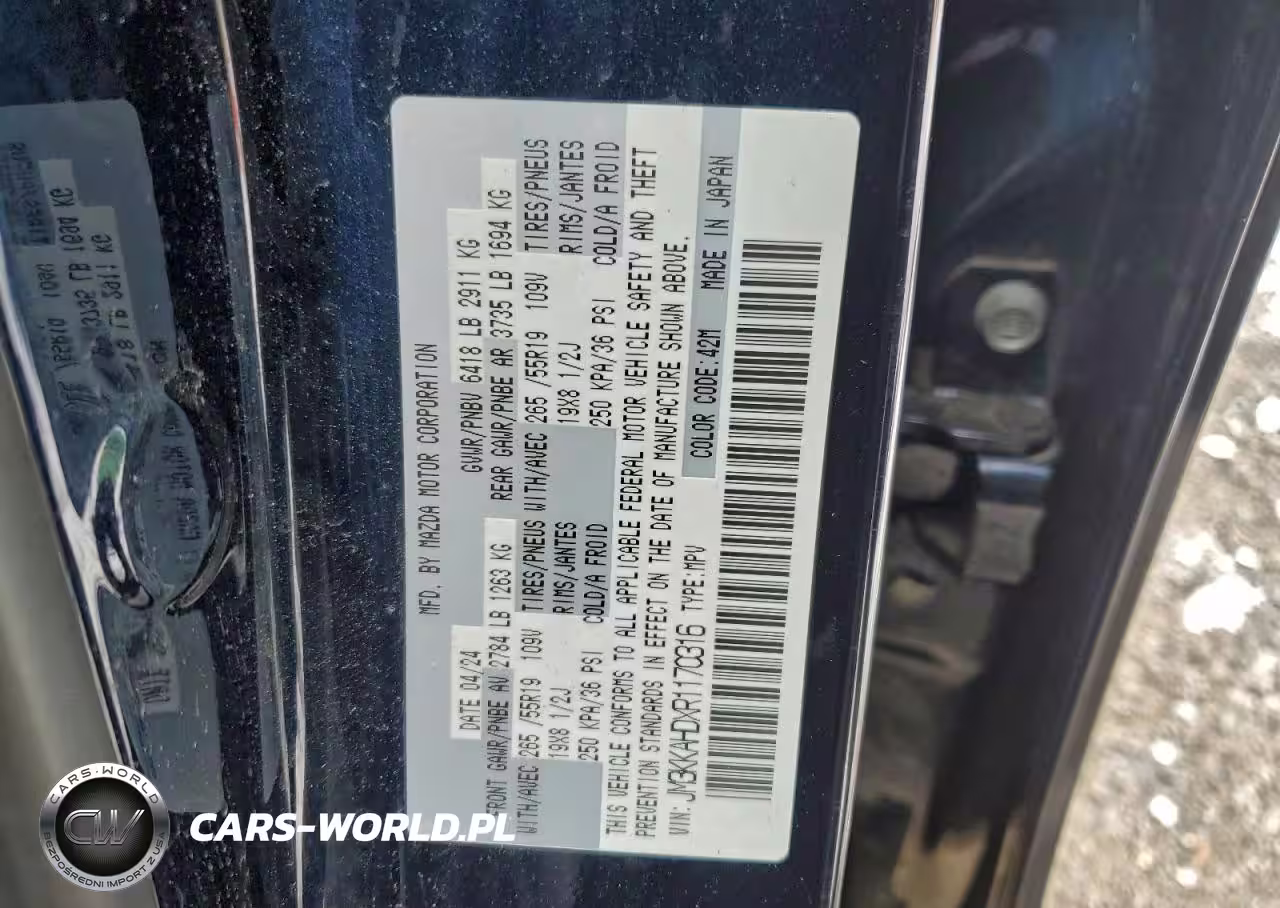 MFD. BY MAZDA MOTOR CORPORATION
DATE 04/24 GVWR/PNBV 6418 LB 2911 KG
FRONT GAWR/PNBE AV 2784 LB 1263 KG REAR GAWR/PNBE AR 3735 LB 1694 KG
WITH/AVEC 265 /55R19 109V TIRES/PNEUS WITH/AVEC 265 /55R19 109V TIRES/PNEUS
19X8 1/2J RIMS/JANTES 19X8 1/2J RIMS/JANTES
250 KPA/36 PSI COLD/A FROID 250 KPA/36 PSI COLD/A FROID
THIS VEHICLE CONFORMS TO ALL APPLICABLE FEDERAL MOTOR VEHICLE SAFETY AND THEFT
PREVENTION STANDARDS IN EFFECT ON THE DATE OF MANUFACTURE SHOWN ABOVE.
VIN: JM3KKAHDXR1170316 TYPE:MPV
COLOR CODE:42M MADE IN JAPAN
CARS-WORLD
CW
BEZPOŚREDNI IMPORT Z USA
CARS-WORLD.PL